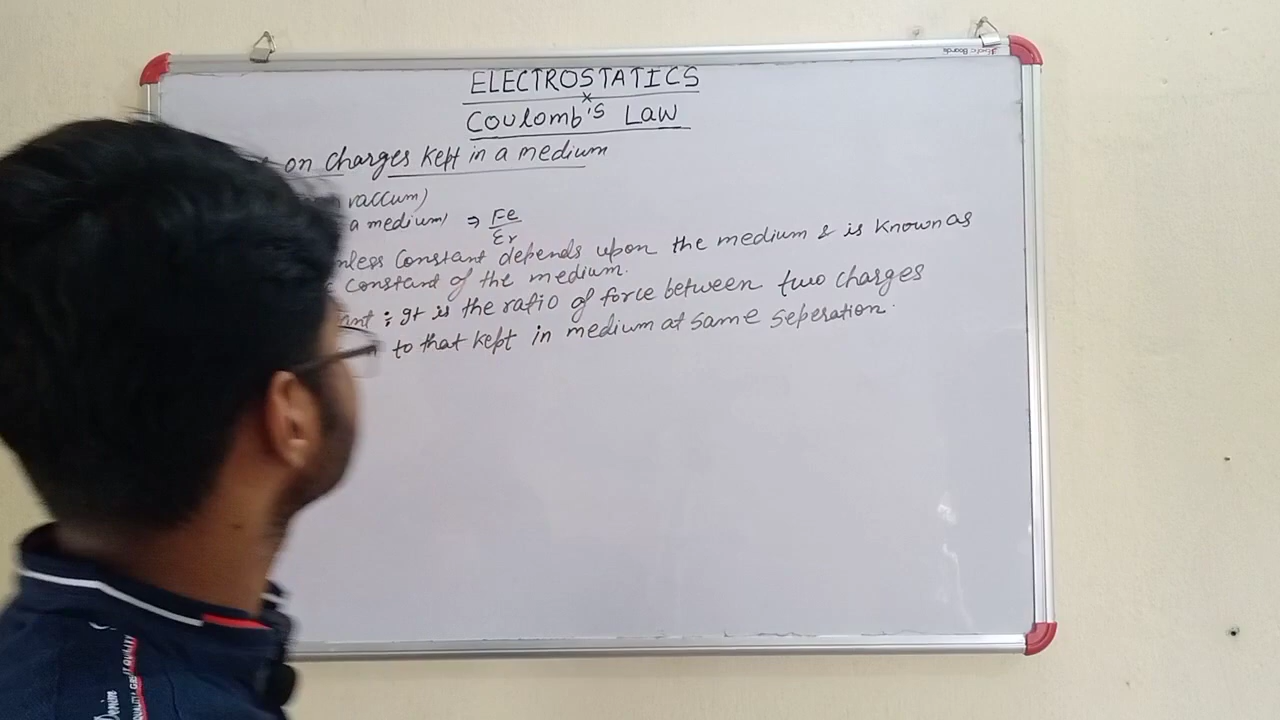 ELECTROSTATICS
Coulomb's Law
on charges kept in a medium
vaccum)
a medium) ⇒ Fe/εr
nless Constant depends upon the medium & is known as
c constant of the medium.
nt : It is the ratio of force between two charges
to that kept in medium at same seperation.